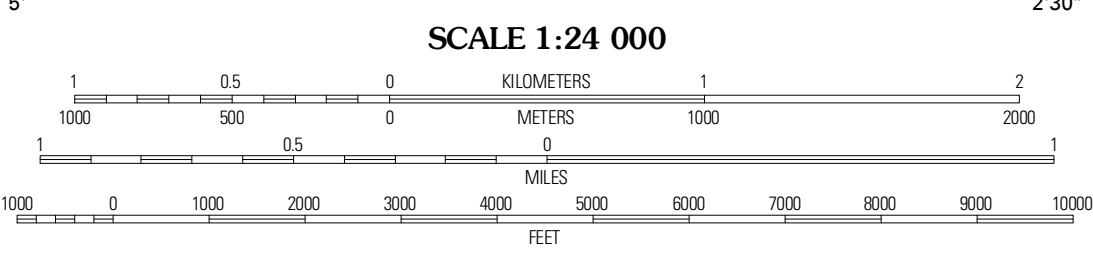 5'
2'30"
SCALE 1:24 000
1 0.5 0 KILOMETERS 1 2
1000 500 0 METERS 1000 2000
1 0.5 0 1
MILES
1000 0 1000 2000 3000 4000 5000 6000 7000 8000 9000 10000
FEET